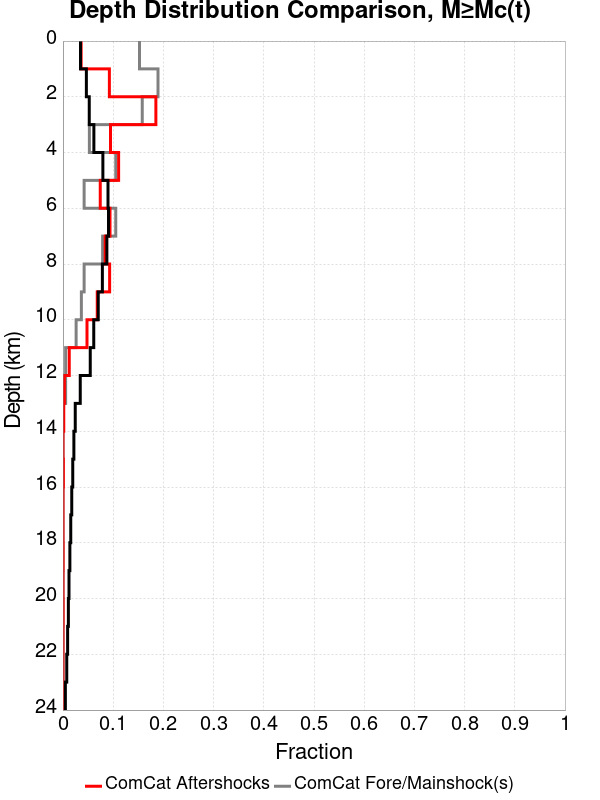 Depth Distribution Comparison, M≥Mc(t)
0
2
4
6
8
10
12
14
16
18
20
22
24
Depth (km)
0 0.1 0.2 0.3 0.4 0.5 0.6 0.7 0.8 0.9 1
Fraction
ComCat Aftershocks ComCat Fore/Mainshock(s)